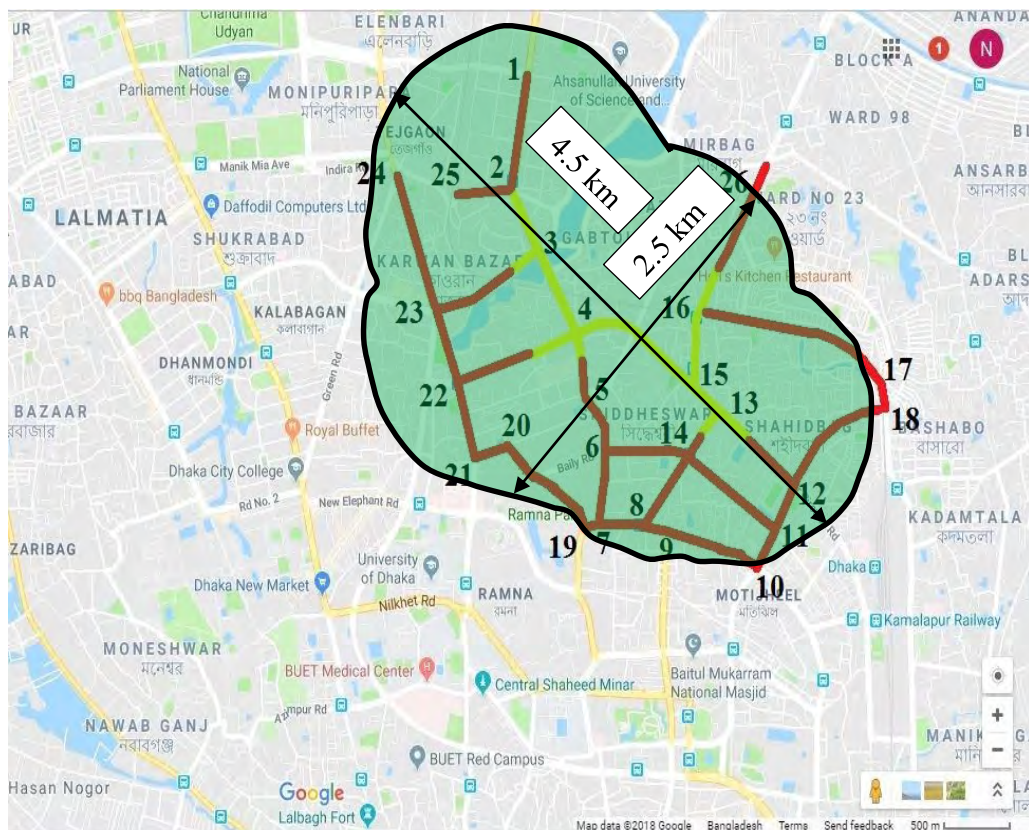 Chandrima
Udyan
ELENBARI
এলেনবাড়ি
ANANDA
BLOCK A
1
N
National
Parliament House
MONIPURIPARA
মনিপুরিপাড়া
1
Ahsanullah University
of Science and
WARD 98
TEJGAON
তেজগাঁও
MIRBAG
Manik Mia Ave
Indira
24
25
2
4.5 km
26
WARD NO 23
২৩নং
ওয়ার্ড
ANSARB
LALMATIA
Daffodil Computers Ltd
SHUKRABAD
শুক্রাবাদ
3
2.5 km
KARWAN BAZAR
কাওরান
Hut's Kitchen Restaurant
ABAD
bbq Bangladesh
ADARS
KALABAGAN
কলাবাগান
23
4
16
DHANMONDI
ধানমন্ডি
Green Rd
22
5
15
17
BAZAAR
13
SIDDHESWARI
সিদ্ধেশ্বরী
SHAHIDBAG
শহীদবাগ
18
BASHABO
বাসাবো
Royal Buffet
20
6
14
Baily Rd
Dhaka City College
21
Rd No. 2
New Elephant Rd
Ramna Pa
8
12
KADAMTALA
কদমতলা
19
7
9
11
Rd
ZARIBAG
University
of Dhaka
Dhaka
10
Dhaka New Market
RAMNA
রমনা
MOTIJHEEL
মতিঝিল
Nilkhet Rd
Kamalapur Railway
MONESHWAR
মনেশ্বর
BUET Medical Center
Baitul Mukarram
National Masjid
Central Shaheed Minar
Azimpur Rd
NAWAB GANJ
নবাবগঞ্জ
BUET Red Campus
MANIK
Hasan Nogor
Google
Lalbagh Fort
Map data ©2018 Google
Bangladesh
Terms
Send feedback
500 m